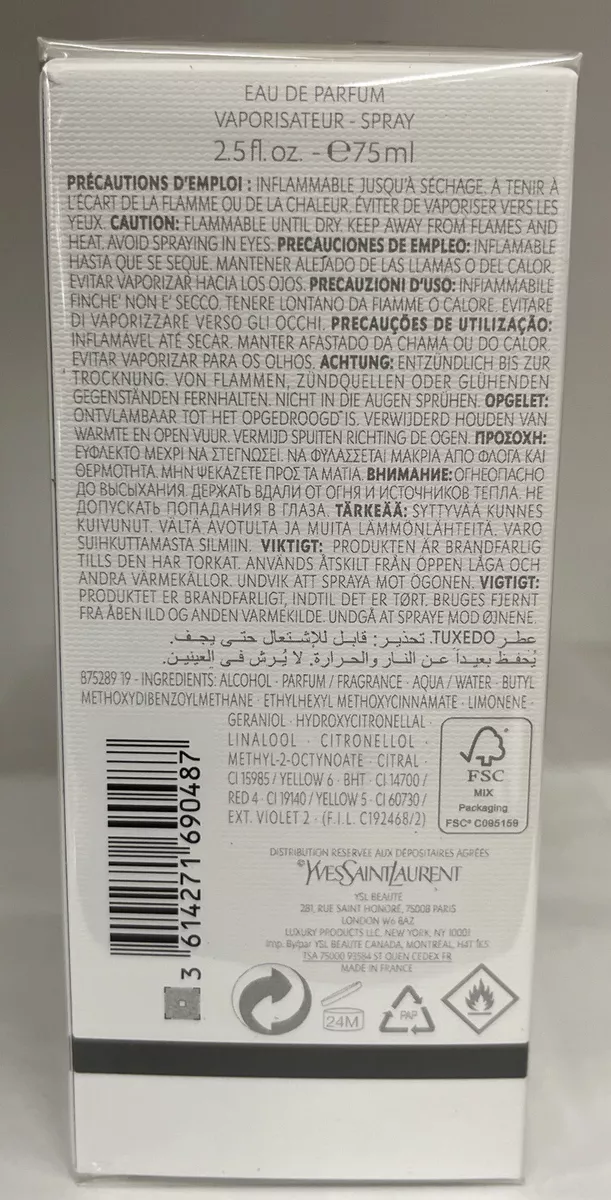 EAU DE PARFUM
VAPORISATEUR - SPRAY
2.5 fl. oz. - ℮75 ml
PRÉCAUTIONS D'EMPLOI : INFLAMMABLE JUSQU'À SÉCHAGE. À TENIR À
L'ÉCART DE LA FLAMME OU DE LA CHALEUR. ÉVITER DE VAPORISER VERS LES
YEUX. CAUTION: FLAMMABLE UNTIL DRY. KEEP AWAY FROM FLAMES AND
HEAT. AVOID SPRAYING IN EYES. PRECAUCIONES DE EMPLEO: INFLAMABLE
HASTA QUE SE SEQUE. MANTENER ALEJADO DE LAS LLAMAS O DEL CALOR.
EVITAR VAPORIZAR HACIA LOS OJOS. PRECAUZIONI D'USO: INFIAMMABILE
FINCHE' NON E' SECCO. TENERE LONTANO DA FIAMME O CALORE. EVITARE
DI VAPORIZZARE VERSO GLI OCCHI. PRECAUÇÕES DE UTILIZAÇÃO:
INFLAMÁVEL ATÉ SECAR. MANTER AFASTADO DA CHAMA OU DO CALOR.
EVITAR VAPORIZAR PARA OS OLHOS. ACHTUNG: ENTZÜNDLICH BIS ZUR
TROCKNUNG. VON FLAMMEN, ZÜNDQUELLEN ODER GLÜHENDEN
GEGENSTÄNDEN FERNHALTEN. NICHT IN DIE AUGEN SPRÜHEN. OPGELET:
ONTVLAMBAAR TOT HET OPGEDROOGD IS. VERWIJDERD HOUDEN VAN
WARMTE EN OPEN VUUR. VERMIJD SPUITEN RICHTING DE OGEN. ΠΡΟΣΟΧΗ:
ΕΥΦΛΕΚΤΟ ΜΕΧΡΙ ΝΑ ΣΤΕΓΝΩΣΕΙ. ΝΑ ΦΥΛΑΣΣΕΤΑΙ ΜΑΚΡΙΑ ΑΠΟ ΦΛΟΓΑ ΚΑΙ
ΘΕΡΜΟΤΗΤΑ. ΜΗΝ ΨΕΚΑΖΕΤΕ ΠΡΟΣ ΤΑ ΜΑΤΙΑ. ВНИМАНИЕ: ОГНЕОПАСНО
ДО ВЫСЫХАНИЯ. ДЕРЖАТЬ ВДАЛИ ОТ ОГНЯ И ИСТОЧНИКОВ ТЕПЛА. НЕ
ДОПУСКАТЬ ПОПАДАНИЯ В ГЛАЗА. TÄRKEÄÄ: SYTTYVÄÄ KUNNES
KUIVUNUT. VÄLTÄ AVOTULTA JA MUITA LÄMMÖNLÄHTEITÄ. VARO
SUIHKUTTAMASTA SILMIIN. VIKTIGT: PRODUKTEN ÄR BRANDFARLIG
TILLS DEN HAR TORKAT. ANVÄNDS ÅTSKILT FRÅN ÖPPEN LÅGA OCH
ANDRA VÄRMEKÄLLOR. UNDVIK ATT SPRAYA MOT ÖGONEN. VIGTIGT:
PRODUKTET ER BRANDFARLIGT, INDTIL DET ER TØRT. BRUGES FJERNT
FRA ÅBEN ILD OG ANDEN VARMEKILDE. UNDGÅ AT SPRAYE MOD ØJNENE.
عطر TUXEDO. تحذير: قابل للإشتعال حتى يجف.
يُحفظ بعيداً عن النار والحرارة. لا يُرش في العينين.
875289 19 - INGREDIENTS: ALCOHOL · PARFUM / FRAGRANCE · AQUA / WATER · BUTYL
METHOXYDIBENZOYLMETHANE · ETHYLHEXYL METHOXYCINNAMATE · LIMONENE ·
GERANIOL · HYDROXYCITRONELLAL ·
LINALOOL · CITRONELLOL ·
METHYL-2-OCTYNOATE · CITRAL ·
CI 15985 / YELLOW 6 · BHT · CI 14700 /
RED 4 · CI 19140 / YELLOW 5 · CI 60730 /
EXT. VIOLET 2 · (F.I.L. C192468/2)
FSC
MIX
Packaging
FSC® C095159
3 614271 690487
DISTRIBUTION RESERVEE AUX DEPOSITAIRES AGREES
©YVESSAINTLAURENT
YSL BEAUTE
281, RUE SAINT HONORE, 75008 PARIS
LONDON W6 8AZ
LUXURY PRODUCTS LLC, NEW YORK, NY 10001
Imp. By/par YSL BEAUTE CANADA, MONTREAL, H4T 1K5
TSA 75000 93584 ST OUEN CEDEX FR
MADE IN FRANCE
24M
PAP